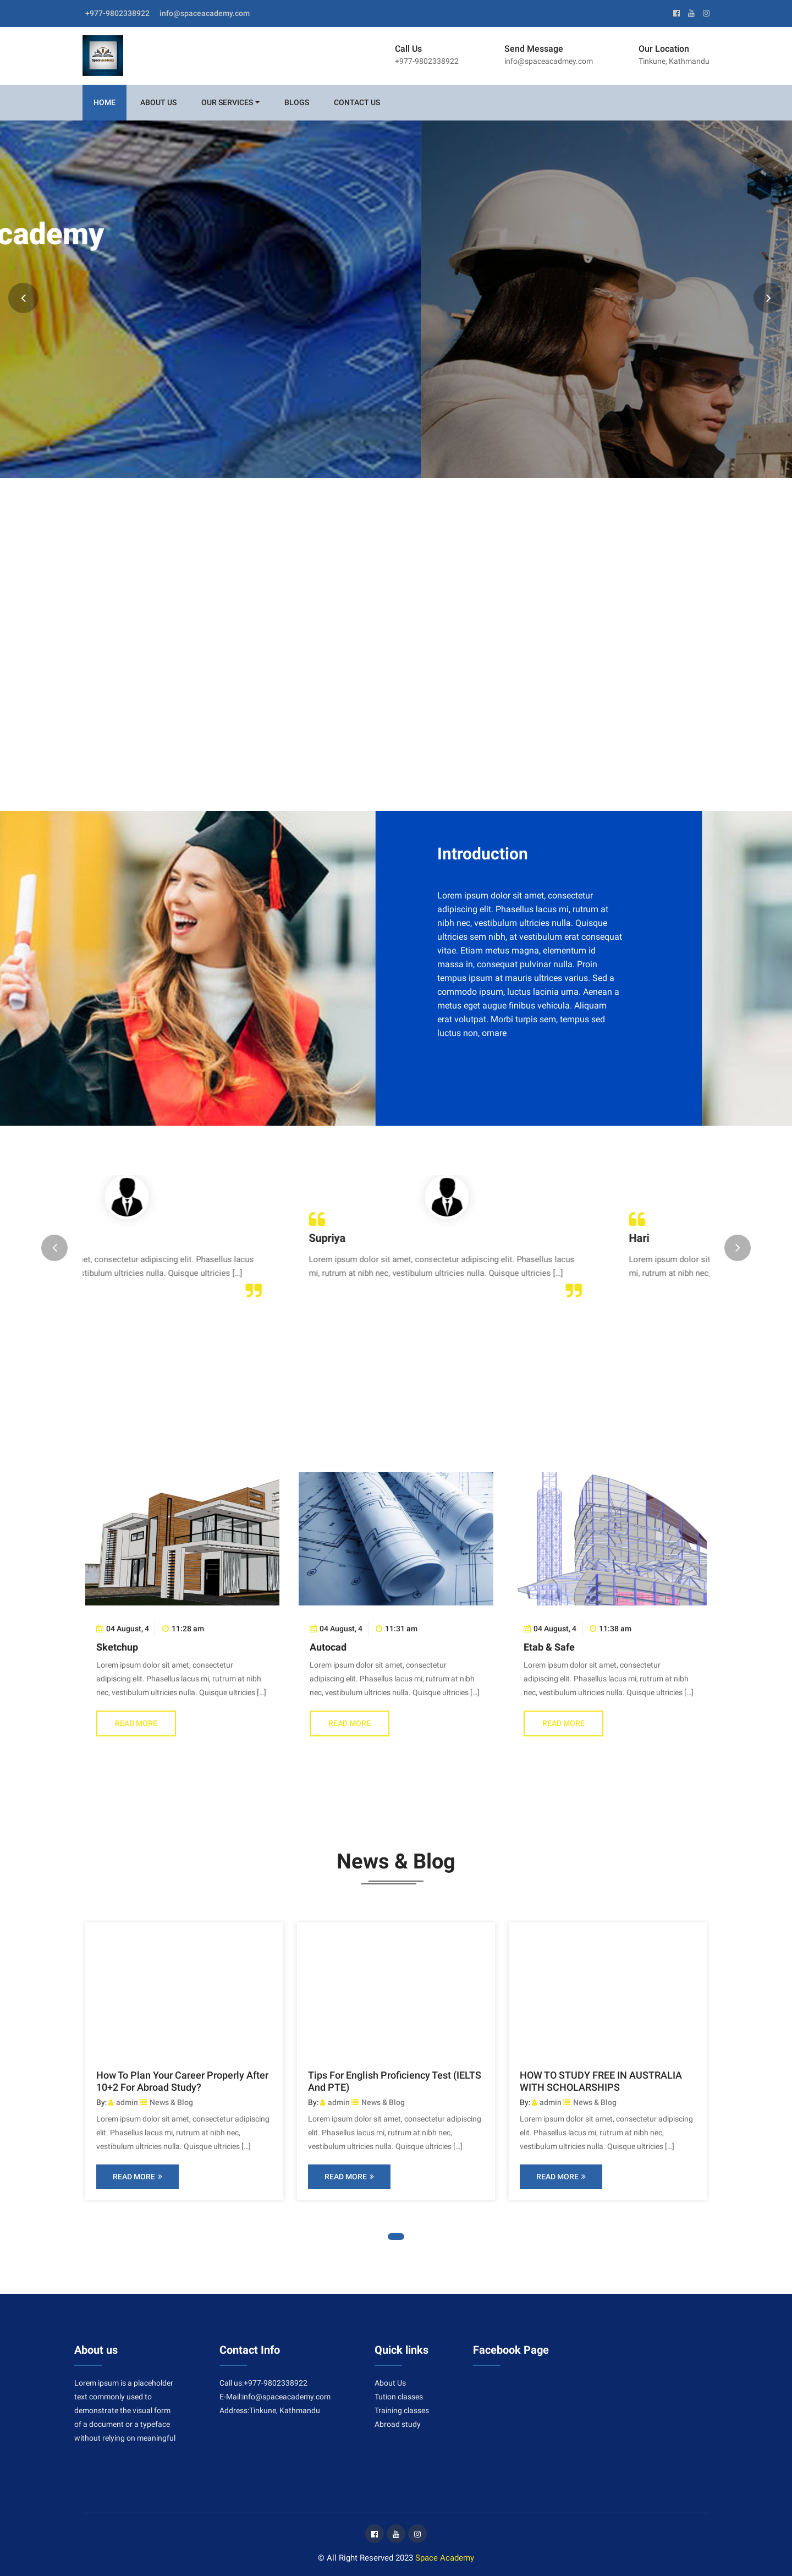 +977-9802338922 info@spaceacademy.com
Space Academy
Call Us
+977-9802338922
Send Message
info@spaceacadmey.com
Our Location
Tinkune, Kathmandu
HOME ABOUT US OUR SERVICES BLOGS CONTACT US
cademy
Introduction
Lorem ipsum dolor sit amet, consectetur
adipiscing elit. Phasellus lacus mi, rutrum at
nibh nec, vestibulum ultricies nulla. Quisque
ultricies sem nibh, at vestibulum erat consequat
vitae. Etiam metus magna, elementum id
massa in, consequat pulvinar nulla. Proin
tempus ipsum at mauris ultrices varius. Sed a
commodo ipsum, luctus lacinia urna. Aenean a
metus eget augue finibus vehicula. Aliquam
erat volutpat. Morbi turpis sem, tempus sed
luctus non, ornare
et, consectetur adipiscing elit. Phasellus lacus
tibulum ultricies nulla. Quisque ultricies [...]
Supriya
Lorem ipsum dolor sit amet, consectetur adipiscing elit. Phasellus lacus
mi, rutrum at nibh nec, vestibulum ultricies nulla. Quisque ultricies [...]
Hari
Lorem ipsum dolor sit
mi, rutrum at nibh nec,
04 August, 4 11:28 am
Sketchup
Lorem ipsum dolor sit amet, consectetur
adipiscing elit. Phasellus lacus mi, rutrum at nibh
nec, vestibulum ultricies nulla. Quisque ultricies [...]
READ MORE
04 August, 4 11:31 am
Autocad
Lorem ipsum dolor sit amet, consectetur
adipiscing elit. Phasellus lacus mi, rutrum at nibh
nec, vestibulum ultricies nulla. Quisque ultricies [...]
READ MORE
04 August, 4 11:38 am
Etab & Safe
Lorem ipsum dolor sit amet, consectetur
adipiscing elit. Phasellus lacus mi, rutrum at nibh
nec, vestibulum ultricies nulla. Quisque ultricies [...]
READ MORE
News & Blog
How To Plan Your Career Properly After
10+2 For Abroad Study?
By: admin News & Blog
Lorem ipsum dolor sit amet, consectetur adipiscing
elit. Phasellus lacus mi, rutrum at nibh nec,
vestibulum ultricies nulla. Quisque ultricies [...]
READ MORE »
Tips For English Proficiency Test (IELTS
And PTE)
By: admin News & Blog
Lorem ipsum dolor sit amet, consectetur adipiscing
elit. Phasellus lacus mi, rutrum at nibh nec,
vestibulum ultricies nulla. Quisque ultricies [...]
READ MORE »
HOW TO STUDY FREE IN AUSTRALIA
WITH SCHOLARSHIPS
By: admin News & Blog
Lorem ipsum dolor sit amet, consectetur adipiscing
elit. Phasellus lacus mi, rutrum at nibh nec,
vestibulum ultricies nulla. Quisque ultricies [...]
READ MORE »
About us
Lorem ipsum is a placeholder
text commonly used to
demonstrate the visual form
of a document or a typeface
without relying on meaningful
Contact Info
Call us:+977-9802338922
E-Mail:info@spaceacademy.com
Address:Tinkune, Kathmandu
Quick links
About Us
Tution classes
Training classes
Abroad study
Facebook Page
© All Right Reserved 2023 Space Academy